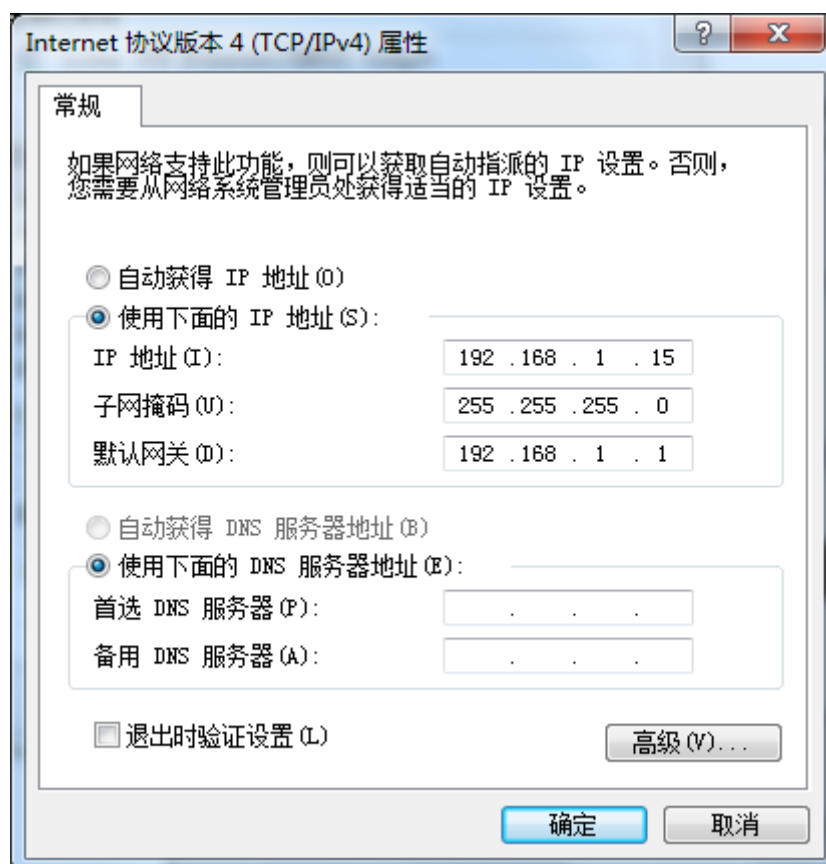 Internet 协议版本 4 (TCP/IPv4) 属性
常规
如果网络支持此功能，则可以获取自动指派的 IP 设置。否则，
您需要从网络系统管理员处获得适当的 IP 设置。
自动获得 IP 地址(O)
使用下面的 IP 地址(S):
IP 地址(I): 192 .168 . 1 . 15
子网掩码(U): 255 .255 .255 . 0
默认网关(D): 192 .168 . 1 . 1
自动获得 DNS 服务器地址(B)
使用下面的 DNS 服务器地址(E):
首选 DNS 服务器(P): . . .
备用 DNS 服务器(A): . . .
退出时验证设置(L)
高级(V)...
确定 取消